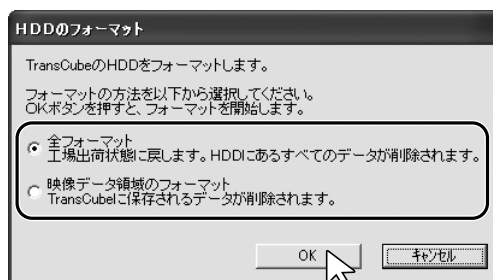 HDDのフォーマット
TransCubeのHDDをフォーマットします。
フォーマットの方法を以下から選択してください。
OKボタンを押すと、フォーマットを開始します。
全フォーマット
工場出荷状態に戻します。HDDにあるすべてのデータが削除されます。
映像データ領域のフォーマット
TransCubeに保存されるデータが削除されます。
OK
キャンセル